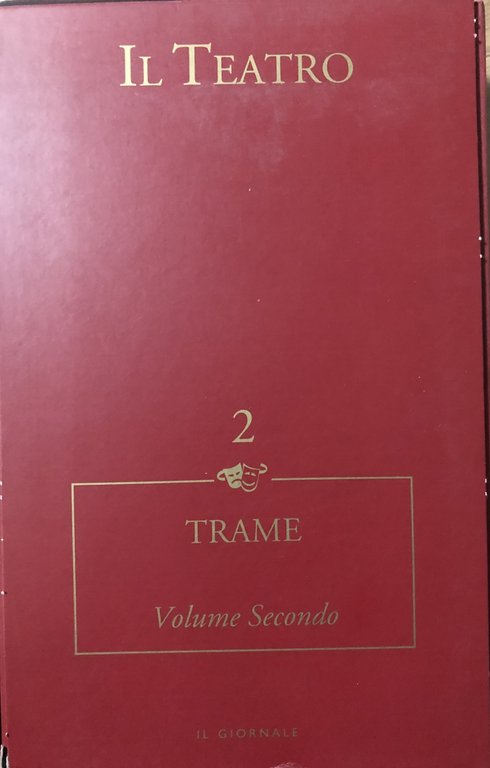 IL TEATRO
2
TRAME
Volume Secondo
IL GIORNALE